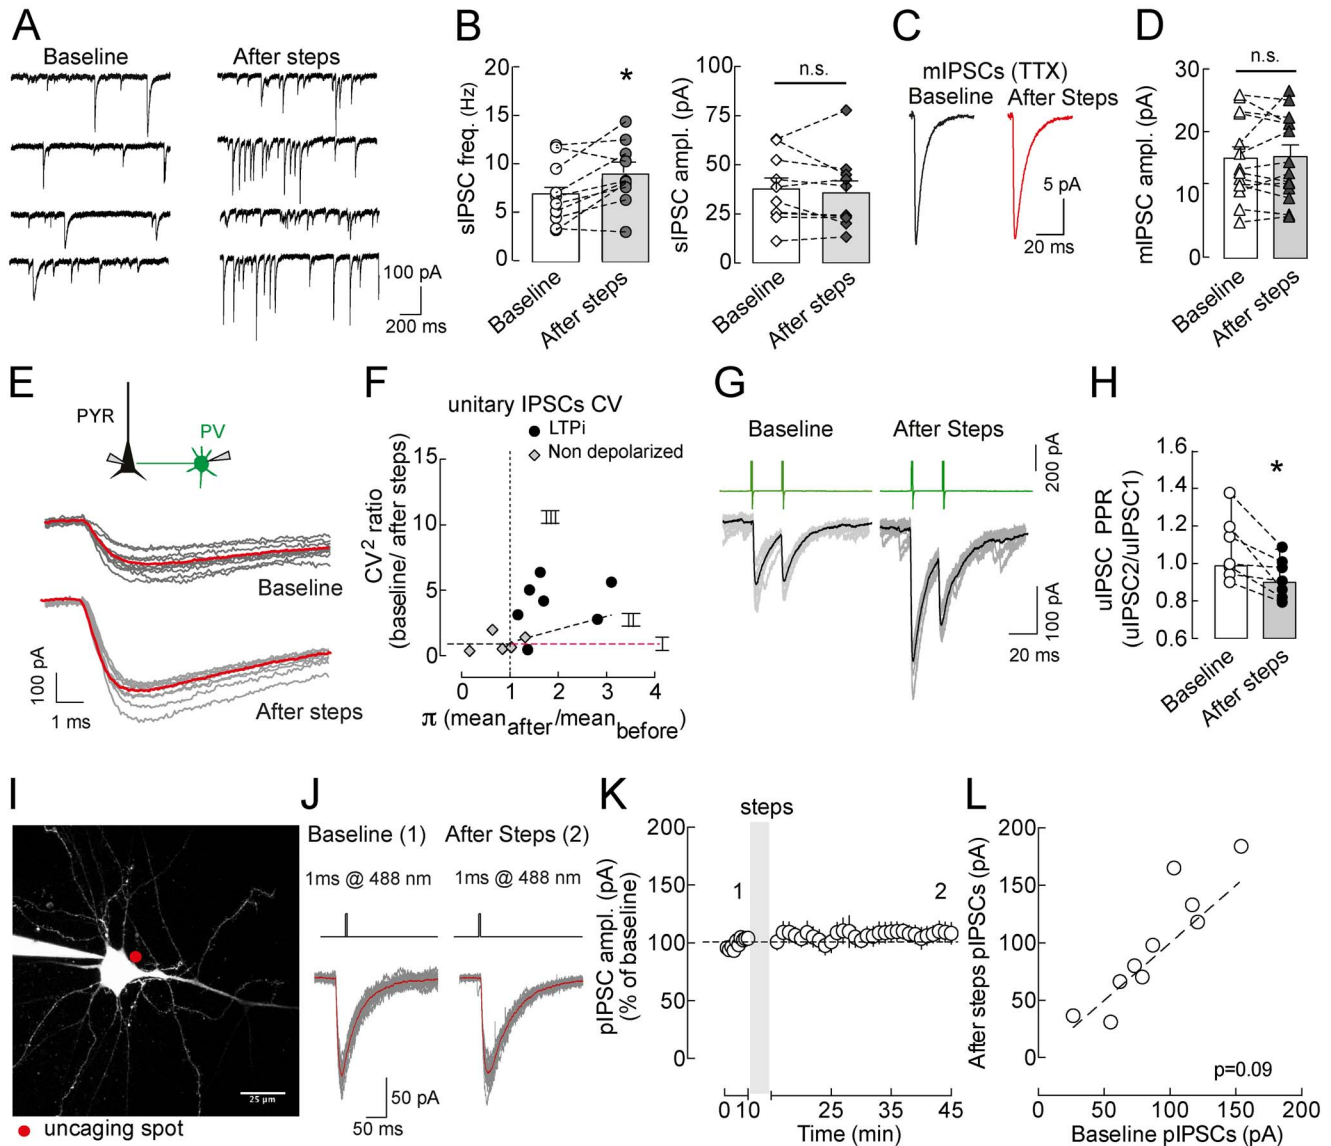 A
Baseline
After steps
100 pA
200 ms
B
sIPSC freq. (Hz)
20
15
10
5
0
*
Baseline
After steps
sIPSC ampl. (pA)
100
75
50
25
0
n.s.
Baseline
After steps
C
mIPSCs (TTX)
Baseline
After Steps
5 pA
20 ms
D
mIPSC ampl. (pA)
30
20
10
0
n.s.
Baseline
After steps
E
PYR
PV
Baseline
100 pA
1 ms
After steps
F
unitary IPSCs CV
LTPi
Non depolarized
CV² ratio
(baseline/ after steps)
15
10
5
0
III
II
I
0
1
2
3
4
π (mean after /mean before )
G
Baseline
After Steps
200 pA
100 pA
20 ms
H
uIPSC PPR
(uIPSC2/uIPSC1)
1.4
1.2
1.0
0.8
0.6
*
Baseline
After steps
I
25 µm
uncaging spot
J
Baseline (1)
After Steps (2)
1ms @ 488 nm
1ms @ 488 nm
50 pA
50 ms
K
steps
pIPSC ampl. (pA)
(% of baseline)
200
150
100
50
0
1
2
0
10
25
35
45
Time (min)
L
After steps pIPSCs (pA)
200
150
100
50
0
p=0.09
0
50
100
150
200
Baseline pIPSCs (pA)